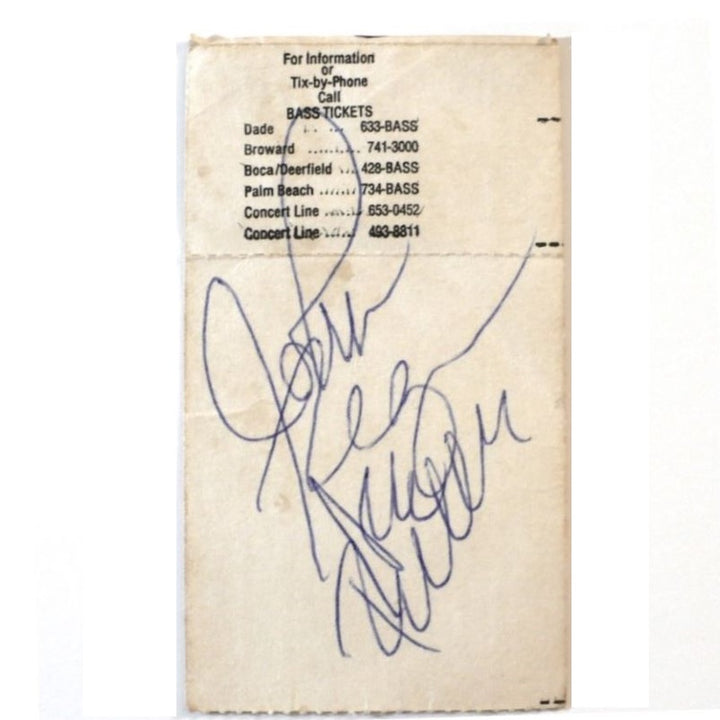 For Information
or
Tix-by-Phone
Call
BASS TICKETS
Dade ...... 633-BASS
Broward ........ 741-3000
Boca/Deerfield ... 428-BASS
Palm Beach ....... 734-BASS
Concert Line ....... 653-0452
Concert Line ...... 493-8811